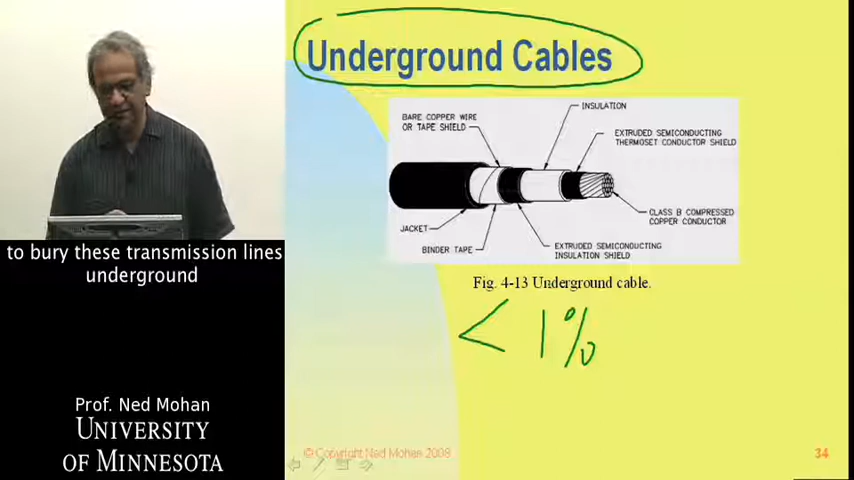 Underground Cables
BARE COPPER WIRE
OR TAPE SHIELD
INSULATION
EXTRUDED SEMICONDUCTING
THERMOSET CONDUCTOR SHIELD
CLASS B COMPRESSED
COPPER CONDUCTOR
JACKET
BINDER TAPE
EXTRUDED SEMICONDUCTING
INSULATION SHIELD
Fig. 4-13 Underground cable.
< 1%
to bury these transmission lines
underground
Prof. Ned Mohan
UNIVERSITY
OF MINNESOTA
© Copyright Ned Mohan 2008
34